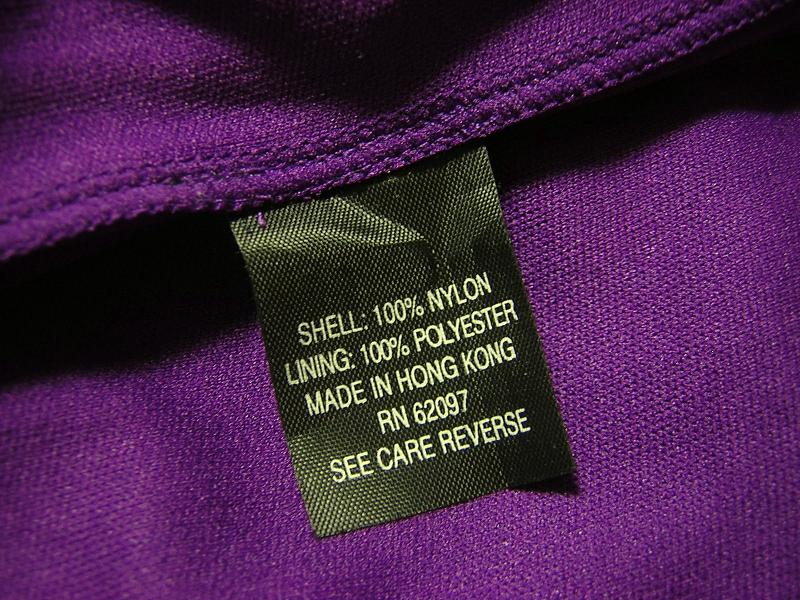 SHELL: 100% NYLON
LINING: 100% POLYESTER
MADE IN HONG KONG
RN 62097
SEE CARE REVERSE